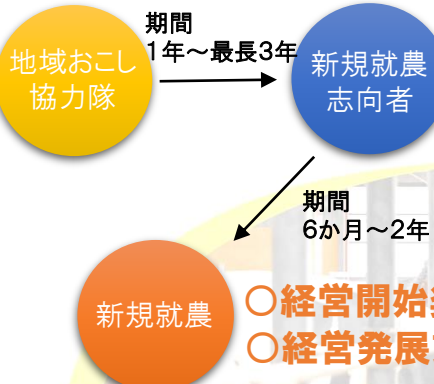 地域おこし
協力隊
期間
1年～最長3年
新規就農
志向者
期間
6か月～2年
新規就農
○経営開始
○経営発展